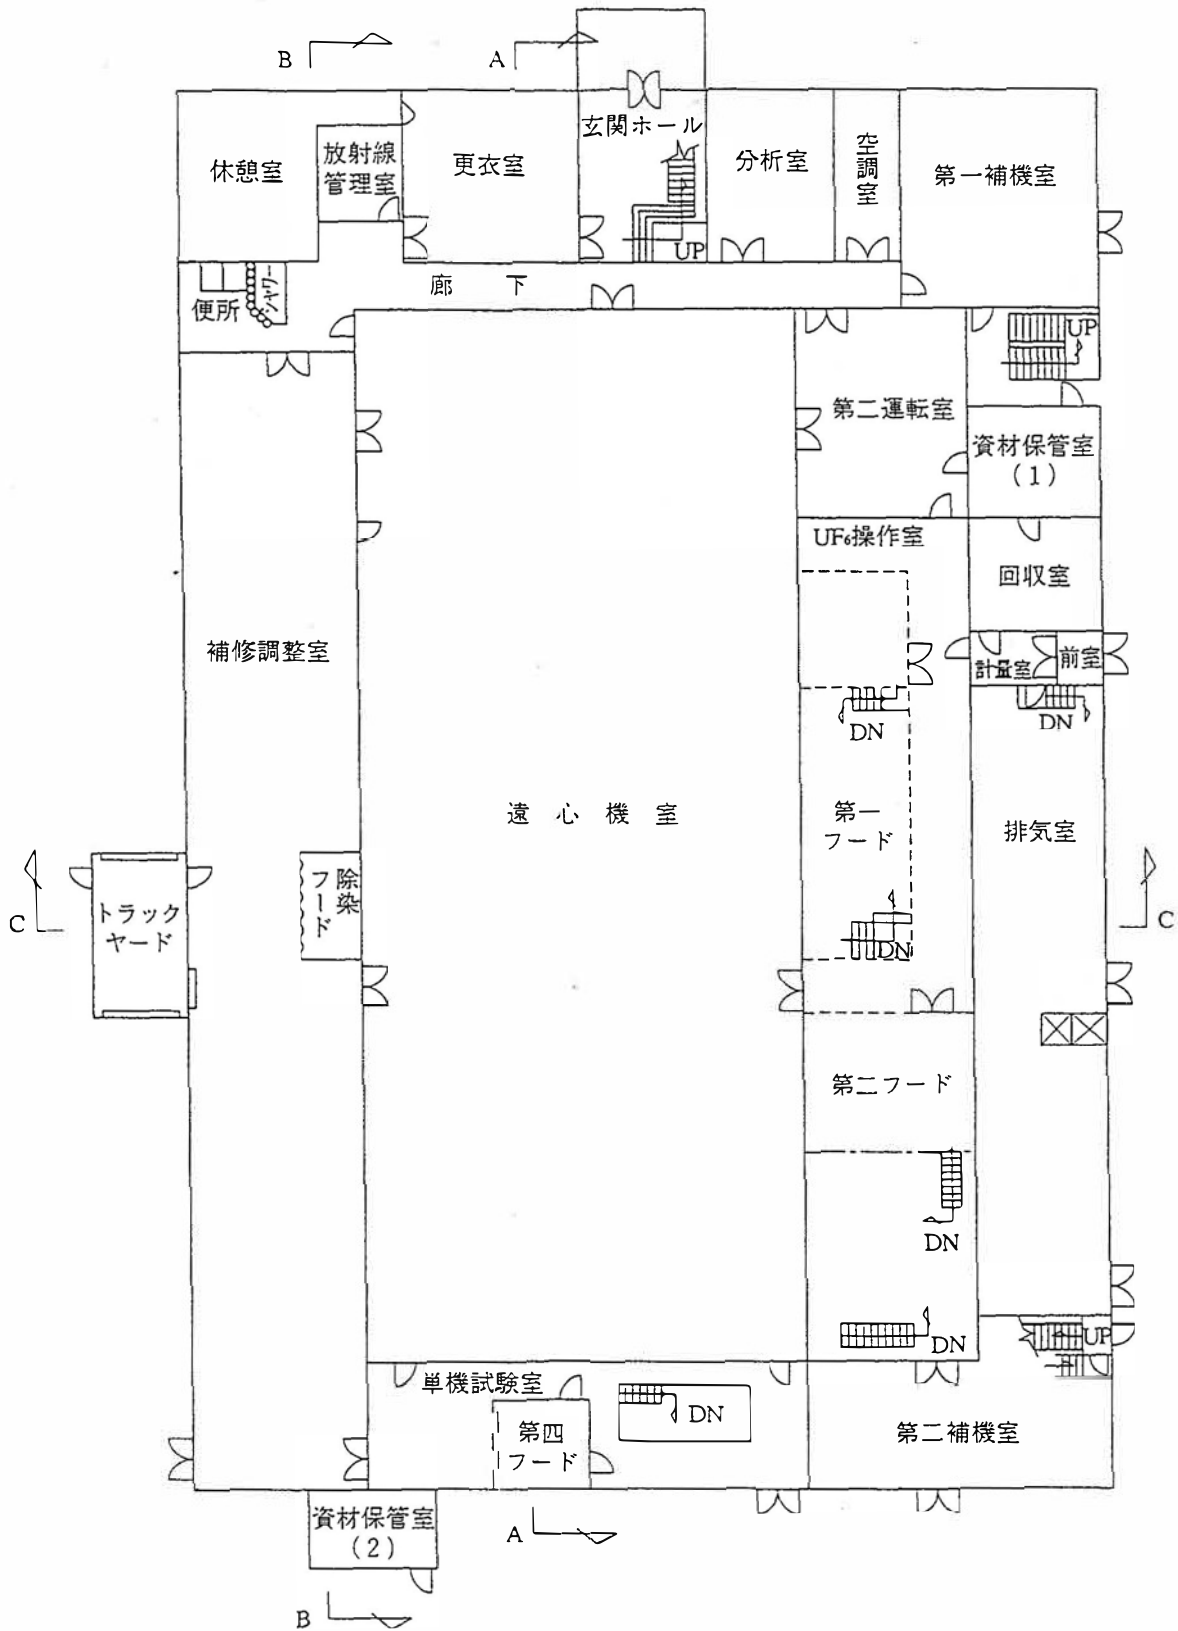 B
A
玄関ホール
休憩室
放射線
管理室
更衣室
分析室
空調室
第一補機室
UP
廊 下
便所
シャワー
UP
第二運転室
資材保管室
(1)
UF₆操作室
回収室
補修調整室
計量室
前室
DN
DN
遠 心 機 室
第一
フード
排気室
除染
フード
トラック
ヤード
C
C
DN
第二フード
DN
DN
UP
単機試験室
DN
第四
フード
第二補機室
資材保管室
(2)
A
B